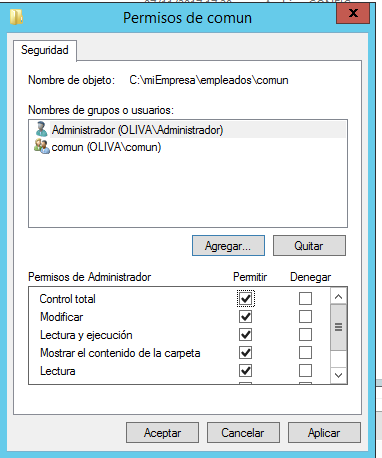 Permisos de comun
Seguridad
Nombre de objeto: C:\miEmpresa\empleados\comun
Nombres de grupos o usuarios:
Administrador (OLIVA\Administrador)
comun (OLIVA\comun)
Agregar... Quitar
Permisos de Administrador Permitir Denegar
Control total
Modificar
Lectura y ejecución
Mostrar el contenido de la carpeta
Lectura
Aceptar Cancelar Aplicar